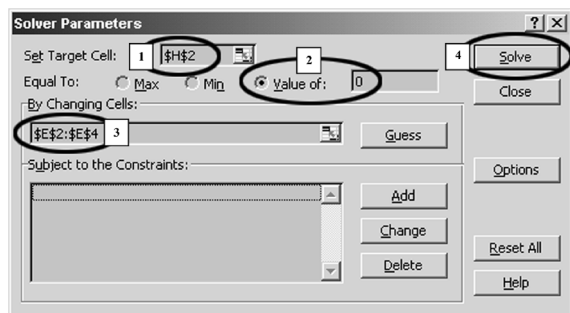 Solver Parameters ? X
Set Target Cell: 1 $H$2 4 Solve
2
Equal To: Max Min Value of: 0 Close
By Changing Cells:
$E$2:$E$4 3 Guess
Subject to the Constraints: Options
Add
Change
Reset All
Delete
Help